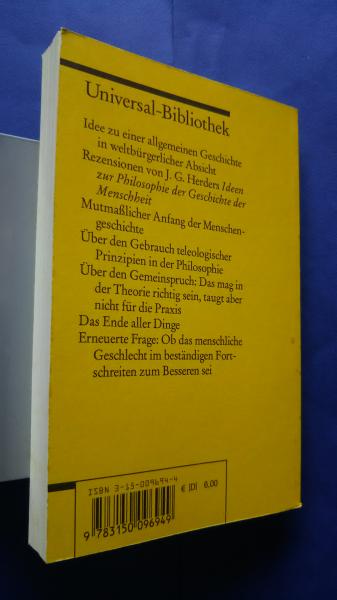 Universal-Bibliothek
Idee zu einer allgemeinen Geschichte
in weltbürgerlicher Absicht
Rezensionen von J. G. Herders Ideen
zur Philosophie der Geschichte der
Menschheit
Mutmaßlicher Anfang der Menschen-
geschichte
Über den Gebrauch teleologischer
Prinzipien in der Philosophie
Über den Gemeinspruch: Das mag in
der Theorie richtig sein, taugt aber
nicht für die Praxis
Das Ende aller Dinge
Erneuerte Frage: Ob das menschliche
Geschlecht im beständigen Fort-
schreiten zum Besseren sei
ISBN 3-15-009694-4
€ [D] 6.00
9 783150 096949